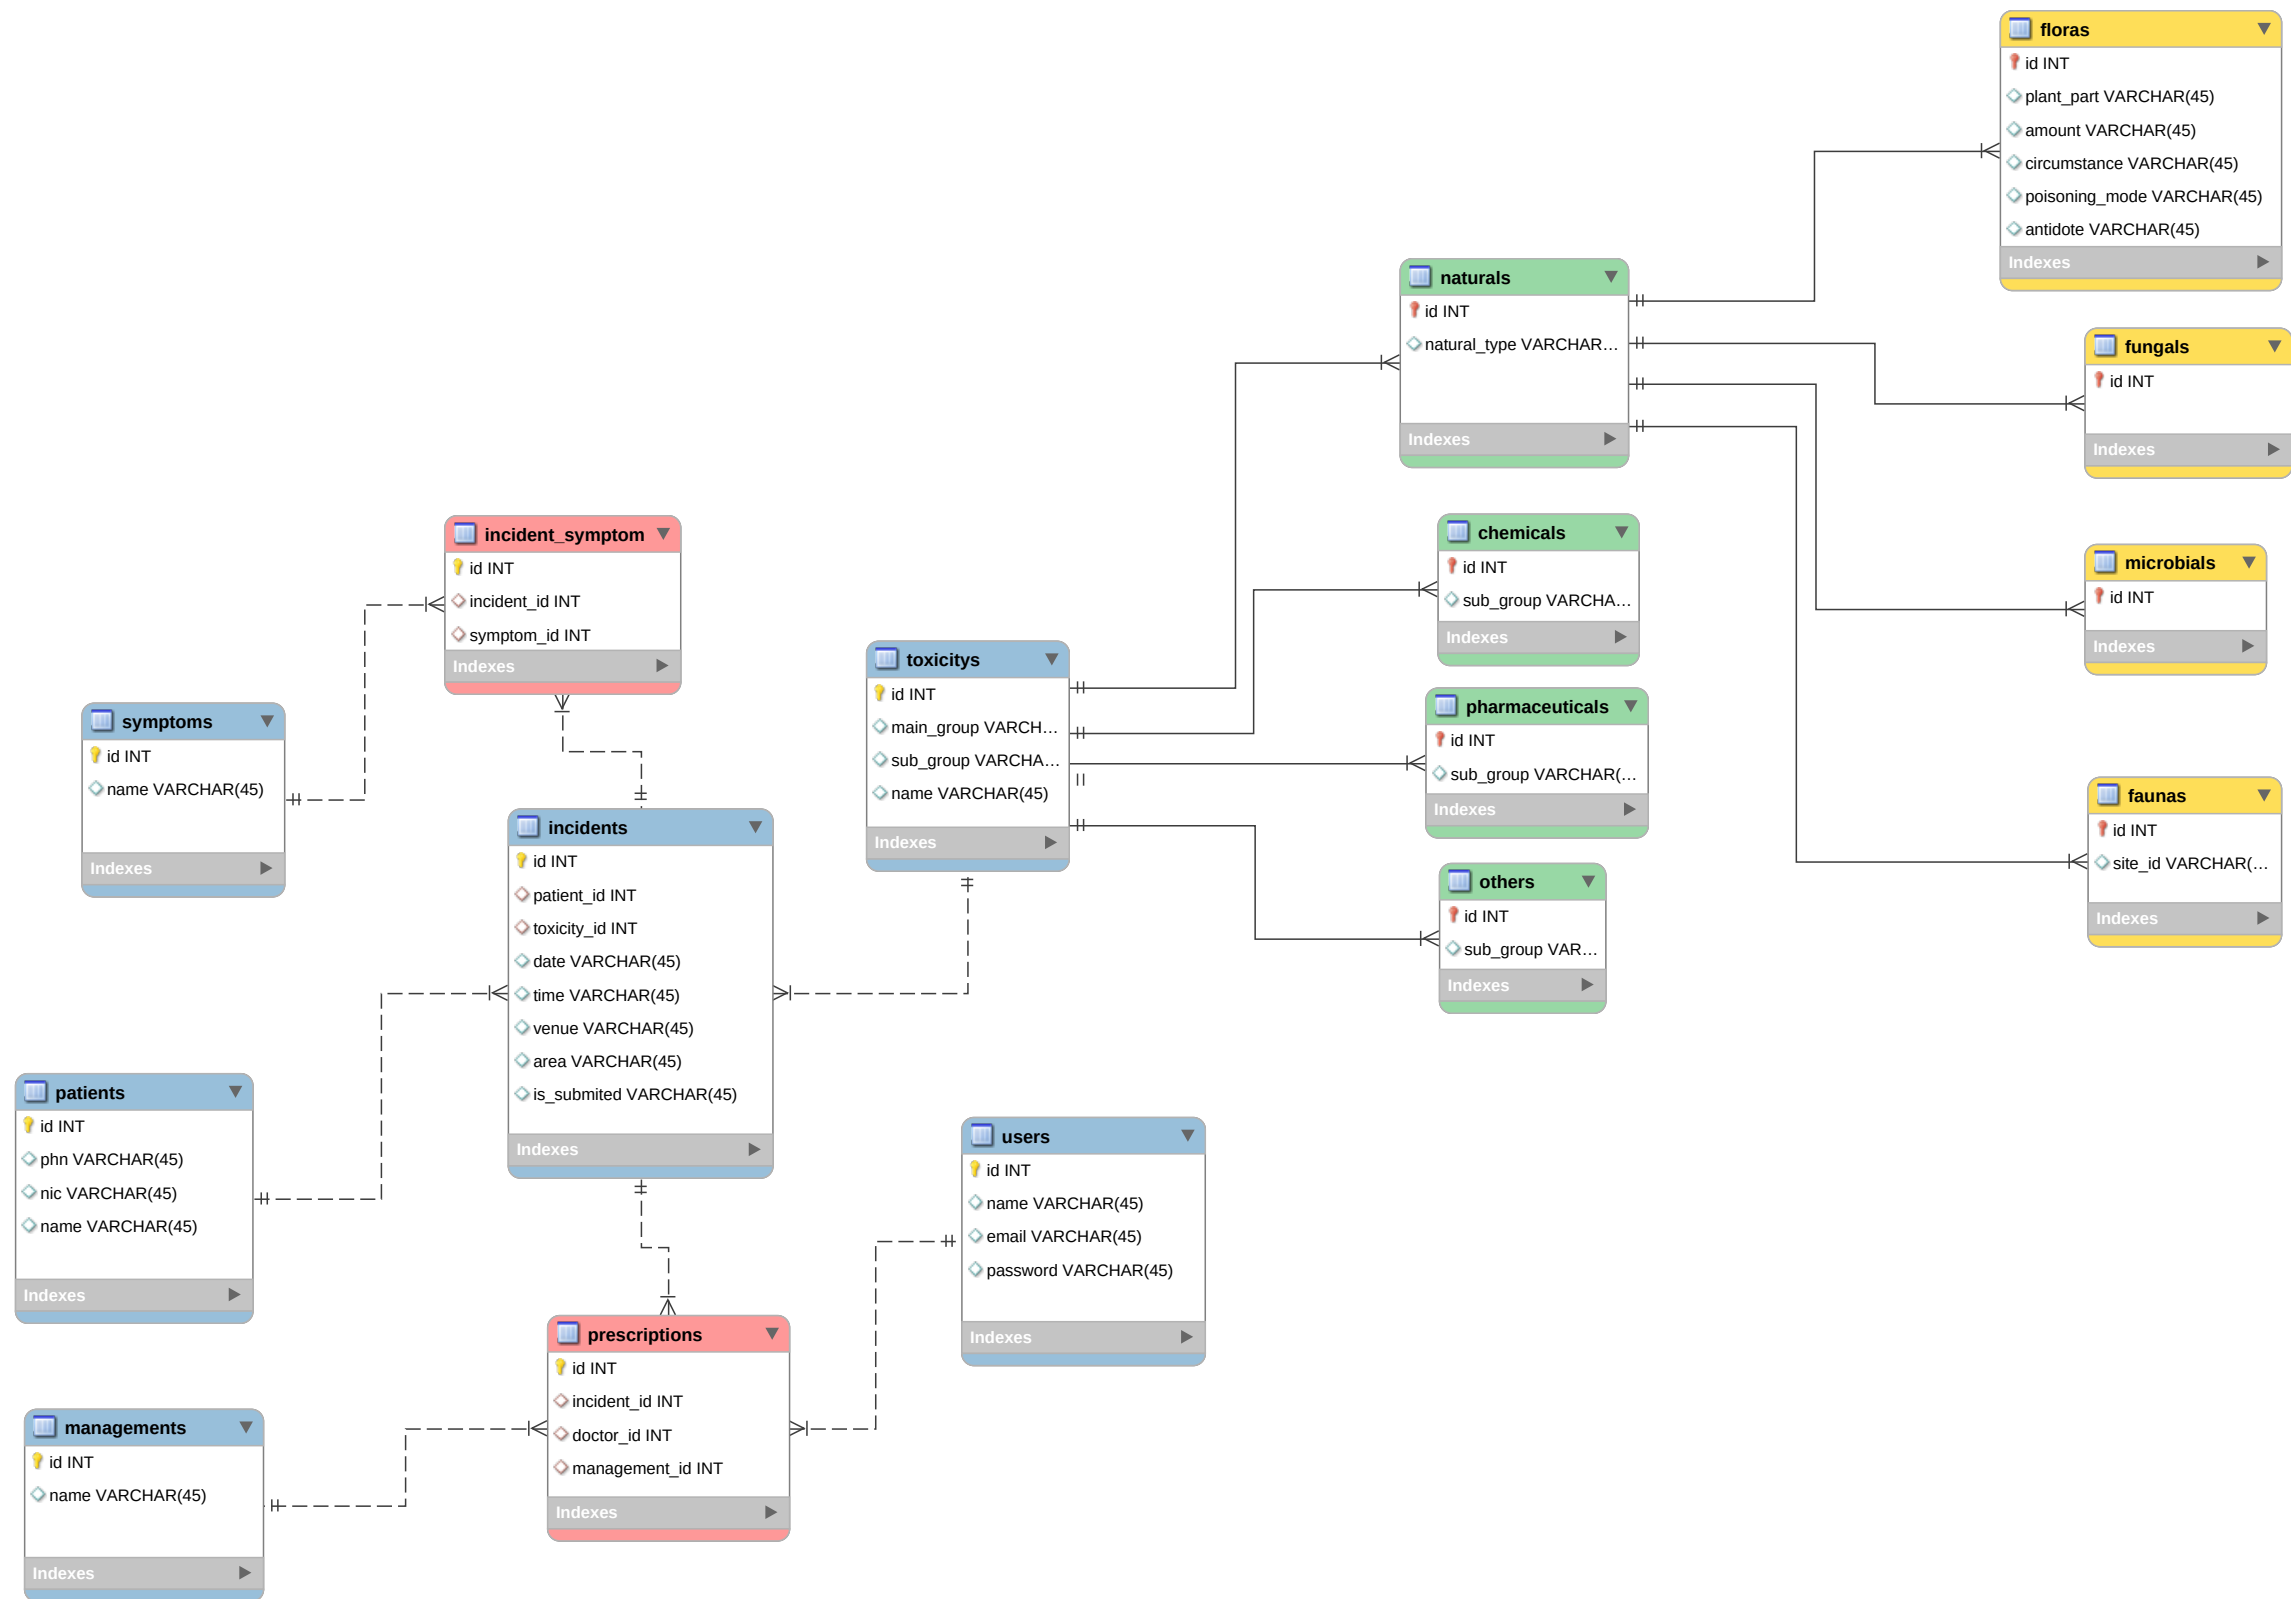 floras
id INT
plant_part VARCHAR(45)
amount VARCHAR(45)
circumstance VARCHAR(45)
poisoning_mode VARCHAR(45)
antidote VARCHAR(45)
Indexes
naturals
id INT
natural_type VARCHAR…
Indexes
fungals
id INT
Indexes
incident_symptom
id INT
incident_id INT
symptom_id INT
Indexes
chemicals
id INT
sub_group VARCHA…
Indexes
microbials
id INT
Indexes
toxicitys
id INT
main_group VARCH…
sub_group VARCHA…
name VARCHAR(45)
Indexes
pharmaceuticals
id INT
sub_group VARCHAR(…
Indexes
symptoms
id INT
name VARCHAR(45)
Indexes
faunas
id INT
site_id VARCHAR(…
Indexes
incidents
id INT
patient_id INT
toxicity_id INT
date VARCHAR(45)
time VARCHAR(45)
venue VARCHAR(45)
area VARCHAR(45)
is_submited VARCHAR(45)
Indexes
others
id INT
sub_group VAR…
Indexes
patients
id INT
phn VARCHAR(45)
nic VARCHAR(45)
name VARCHAR(45)
Indexes
users
id INT
name VARCHAR(45)
email VARCHAR(45)
password VARCHAR(45)
Indexes
prescriptions
id INT
incident_id INT
doctor_id INT
management_id INT
Indexes
managements
id INT
name VARCHAR(45)
Indexes